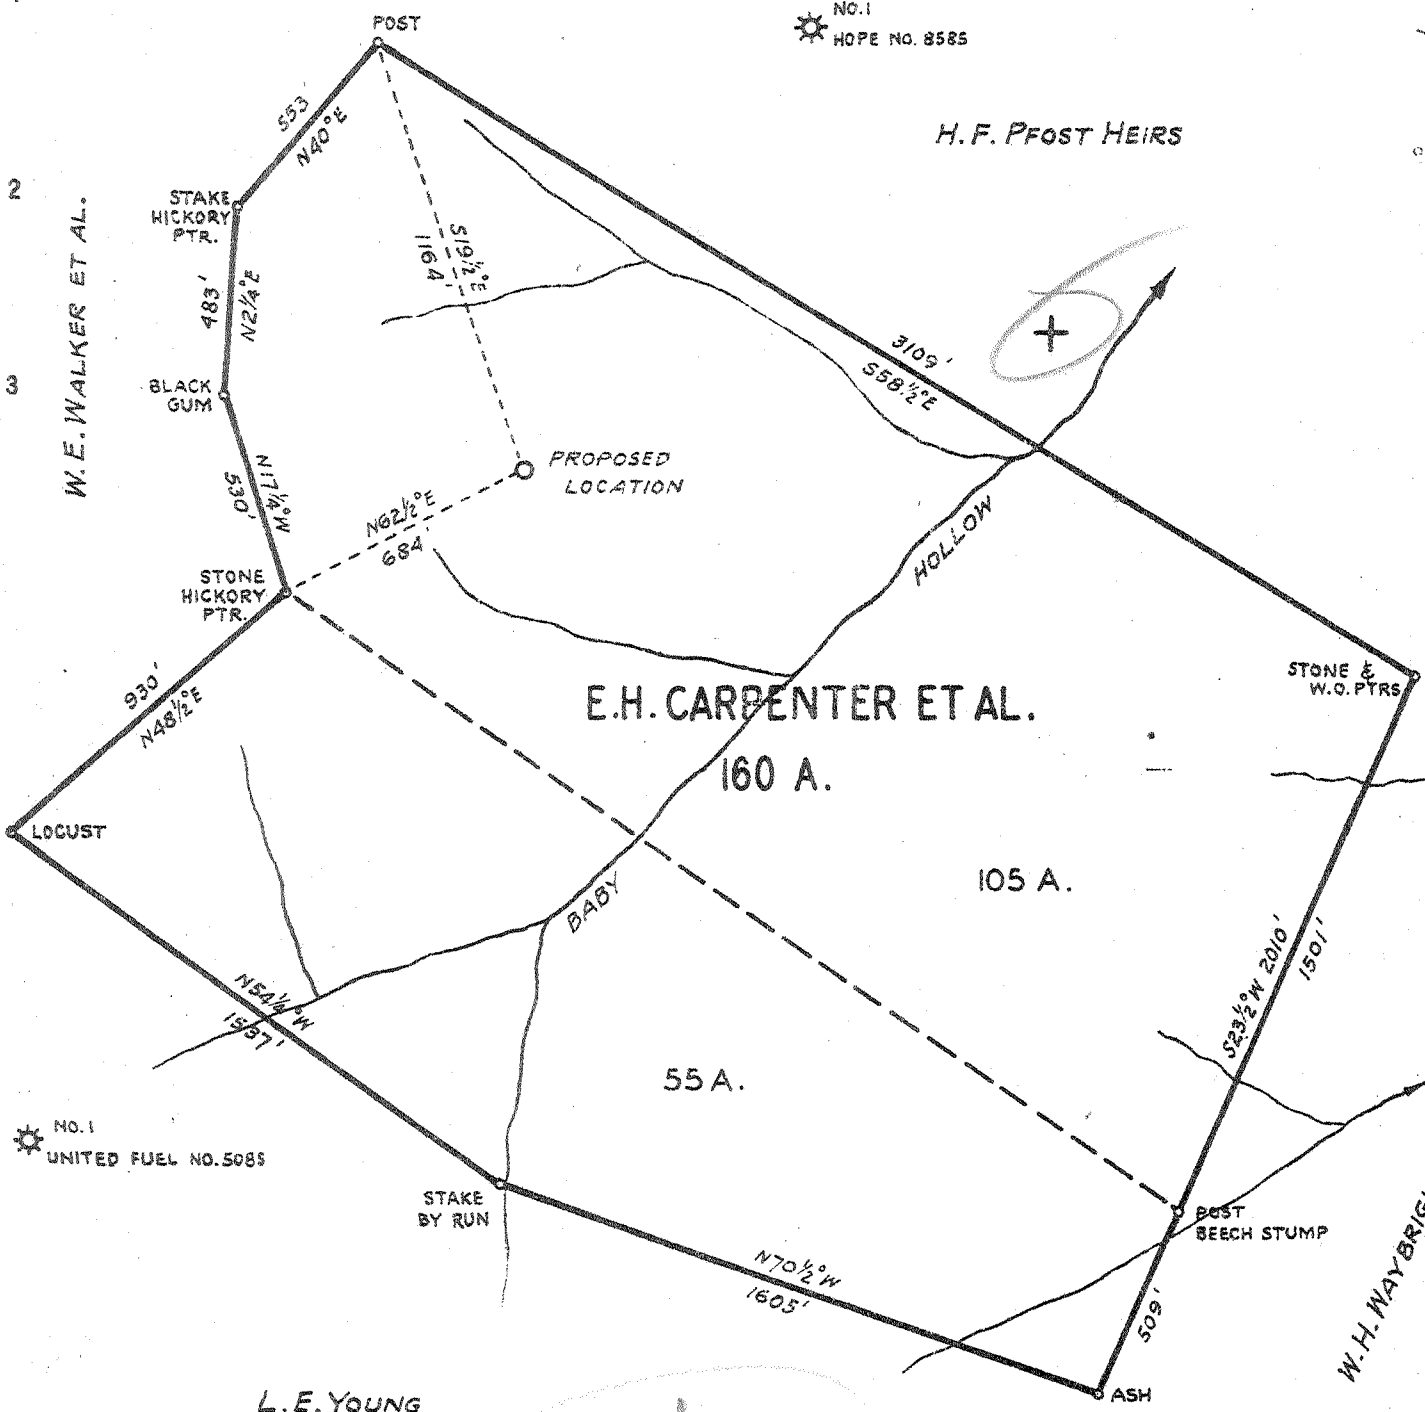 POST
NO. 1
HOPE NO. 8585
553'
N40°E
H.F. PFOST HEIRS
2
STAKE
HICKORY
PTR.
W.E. WALKER ET AL.
S19½°E
1164'
483'
N2¼°E
3109'
S58½°E
3
BLACK
GUM
PROPOSED
LOCATION
N17¼°W
530'
N62½°E
684'
HOLLOW
STONE
HICKORY
PTR.
STONE &
W.O. PTRS
930'
N48½°E
E.H. CARPENTER ET AL.
160 A.
LOCUST
105 A.
BABY
S23½°W 2010'
1501'
N54¼°W
1537'
55 A.
NO. 1
UNITED FUEL NO. 5085
STAKE
BY RUN
POST
BEECH STUMP
N70½°W
1605'
509'
W.H. WAYBRIG
ASH
L.E. YOUNG